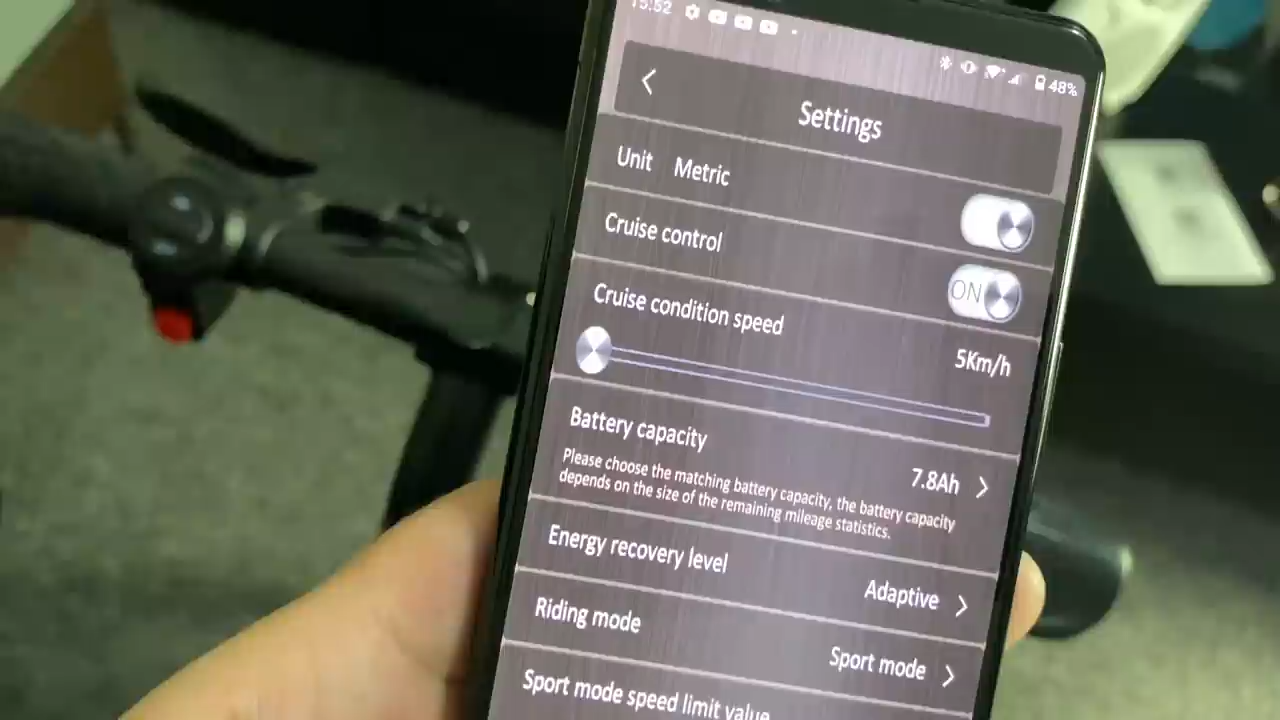 15:52 48%
Settings
Unit Metric
Cruise control
ON
Cruise condition speed
5Km/h
Battery capacity
7.8Ah
Please choose the matching battery capacity, the battery capacity
depends on the size of the remaining mileage statistics.
Energy recovery level
Adaptive
Riding mode
Sport mode
Sport mode speed limit value